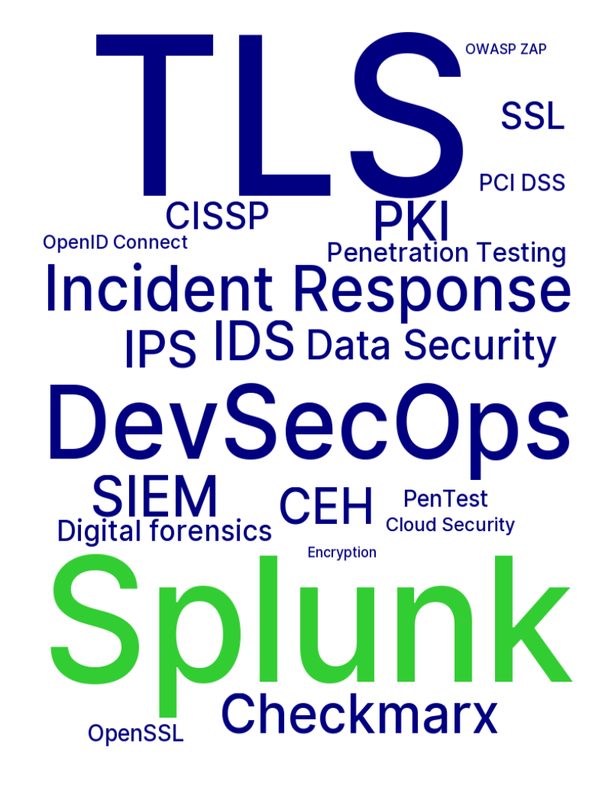 TLS
OWASP ZAP
SSL
PCI DSS
CISSP
PKI
OpenID Connect
Penetration Testing
Incident Response
IPS
IDS
Data Security
DevSecOps
SIEM
CEH
PenTest
Cloud Security
Digital forensics
Encryption
Splunk
Checkmarx
OpenSSL